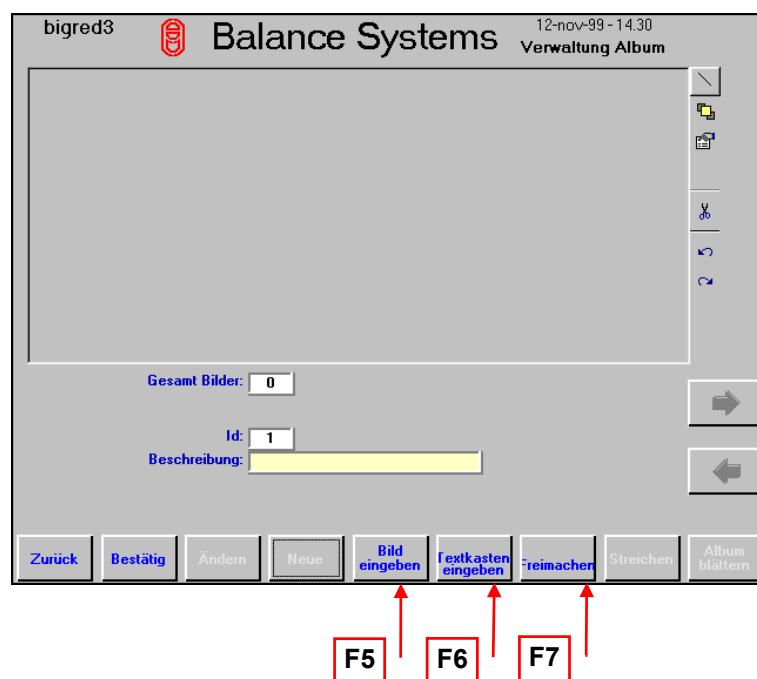 bigred3
Balance Systems
12-nov-99 - 14.30
Verwaltung Album
Gesamt Bilder: 0
Id: 1
Beschreibung:
Zurück
Bestätig
Ändern
Neue
Bild
eingeben
Textkasten
eingeben
Freimachen
Streichen
Album
blättern
F5
F6
F7